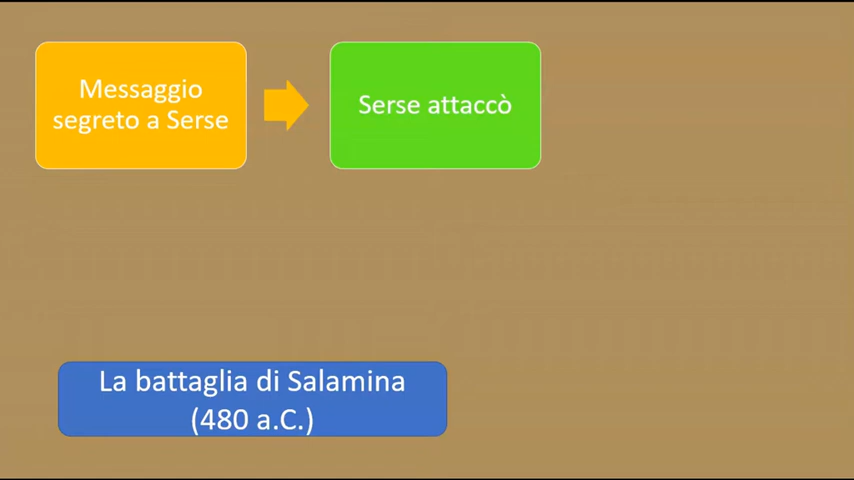 Messaggio
segreto a Serse
Serse attaccò
La battaglia di Salamina
(480 a.C.)